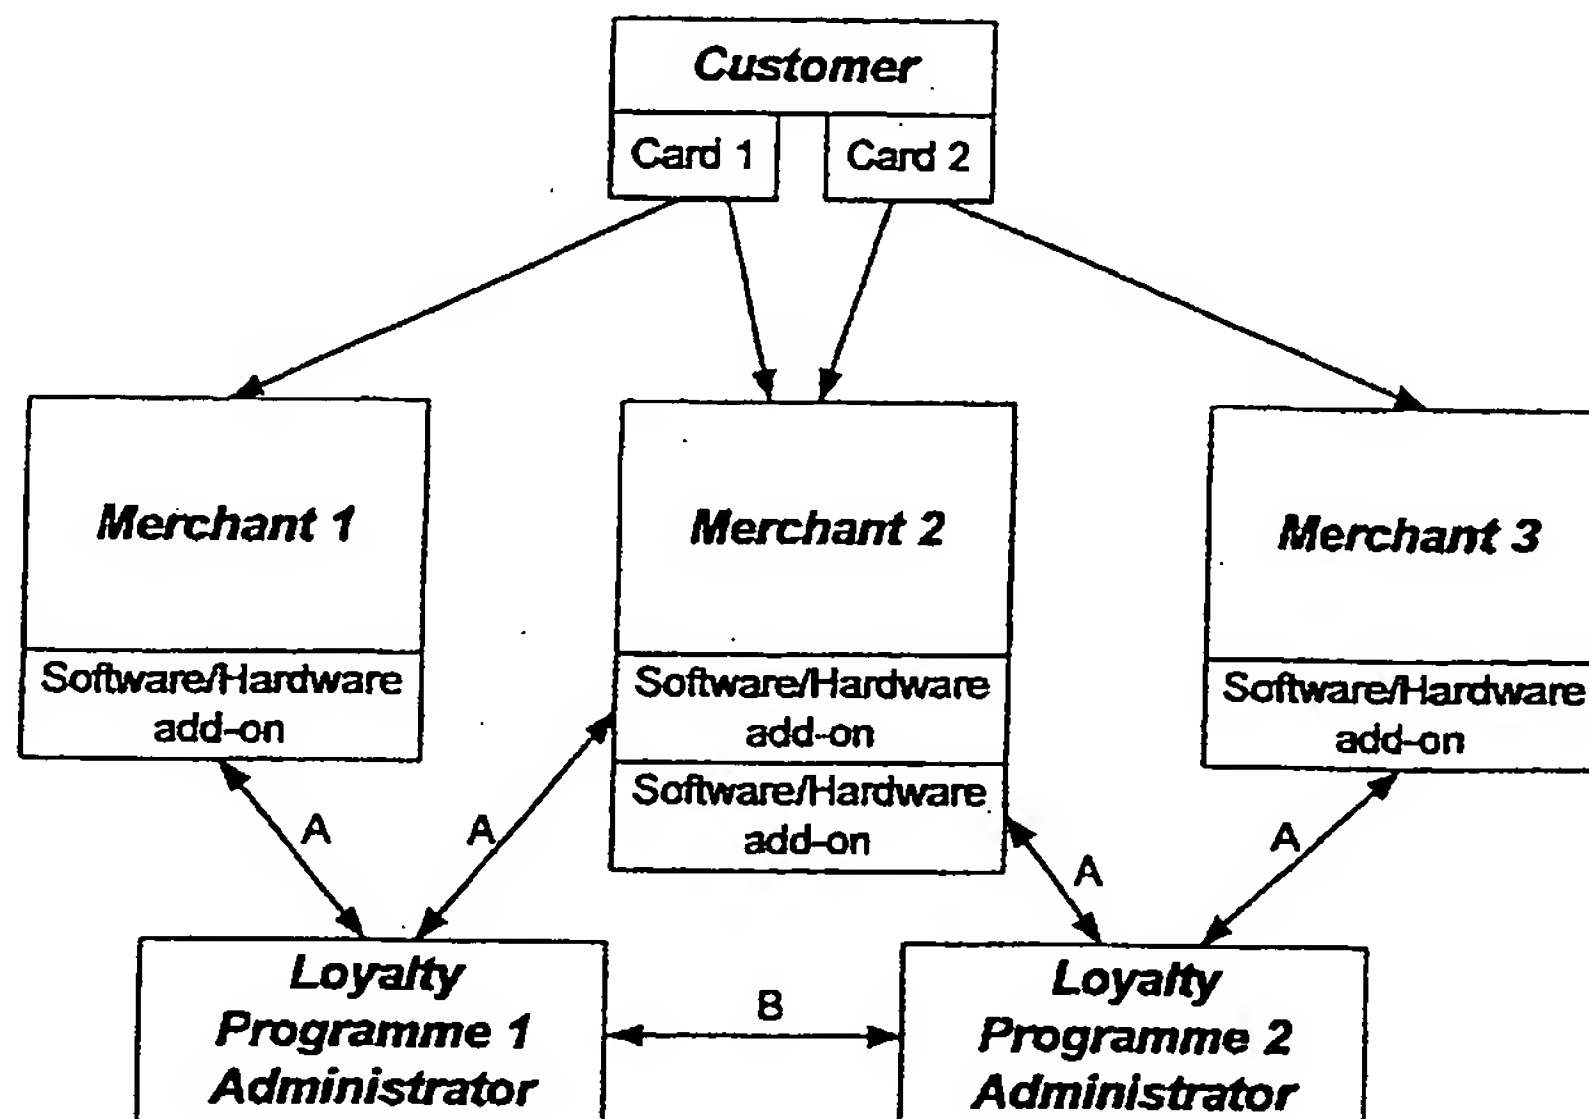 Customer
Card 1
Card 2
Merchant 1
Merchant 2
Merchant 3
Software/Hardware
add-on
Software/Hardware
add-on
Software/Hardware
add-on
Software/Hardware
add-on
A
A
A
A
Loyalty
Programme 1
Administrator
B
Loyalty
Programme 2
Administrator